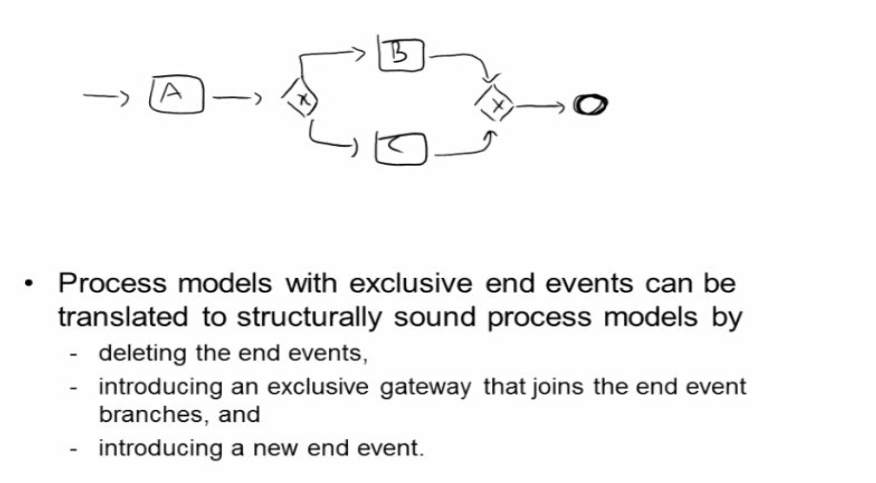 B
A
x
x
C
• Process models with exclusive end events can be
translated to structurally sound process models by
- deleting the end events,
- introducing an exclusive gateway that joins the end event
branches, and
- introducing a new end event.